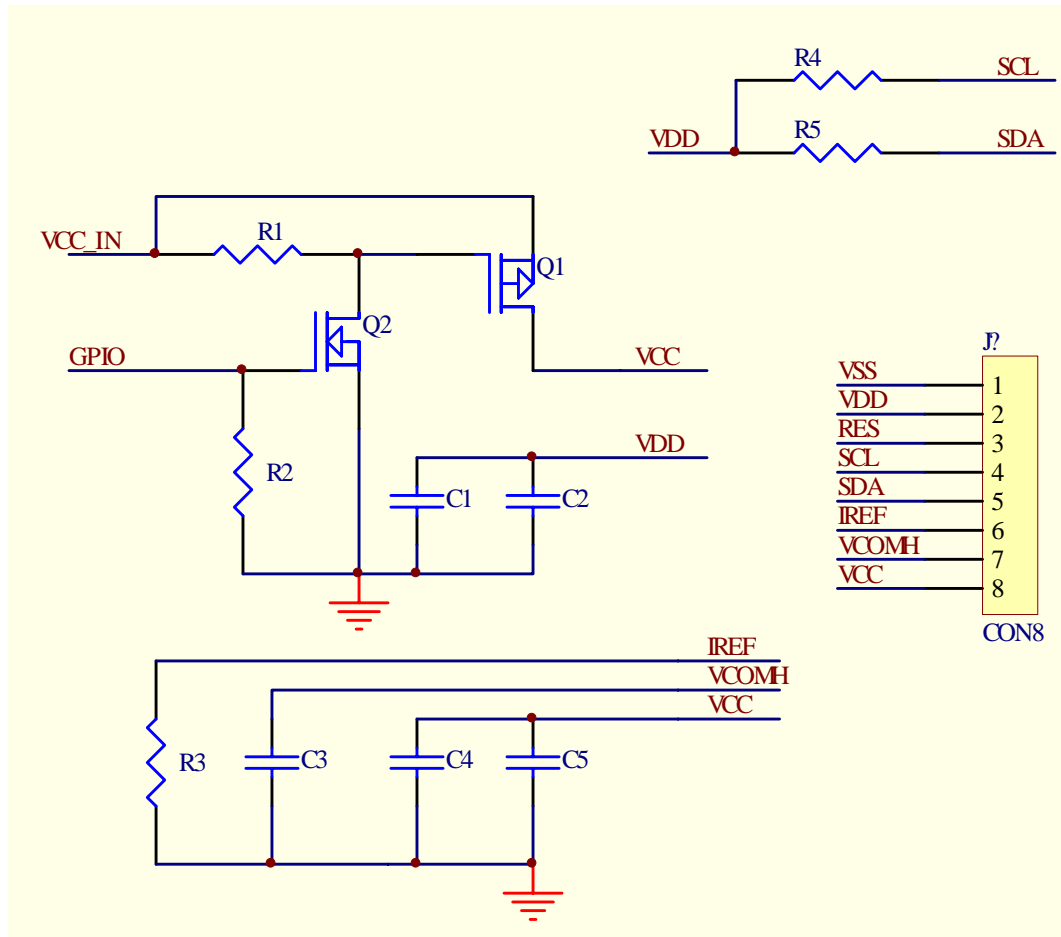 R4 SCL
VDD R5 SDA
VCC_IN R1 Q1
Q2
GPIO VCC
J?
VSS 1
VDD 2
RES 3
SCL 4
SDA 5
IREF 6
VCOMH 7
VCC 8
CON8
VDD
R2 C1 C2
IREF
VCOMH
VCC
R3 C3 C4 C5